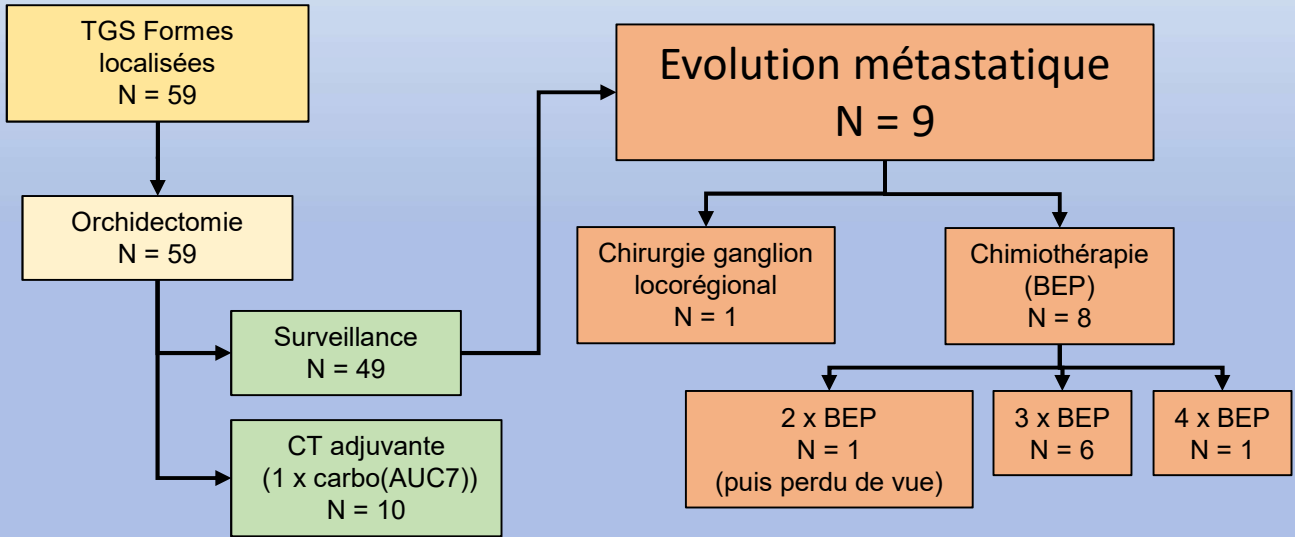 TGS Formes
localisées
N = 59
Orchidectomie
N = 59
Surveillance
N = 49
CT adjuvante
(1 x carbo(AUC7))
N = 10
Evolution métastatique
N = 9
Chirurgie ganglion
locorégional
N = 1
Chimiothérapie
(BEP)
N = 8
2 x BEP
N = 1
(puis perdu de vue)
3 x BEP
N = 6
4 x BEP
N = 1